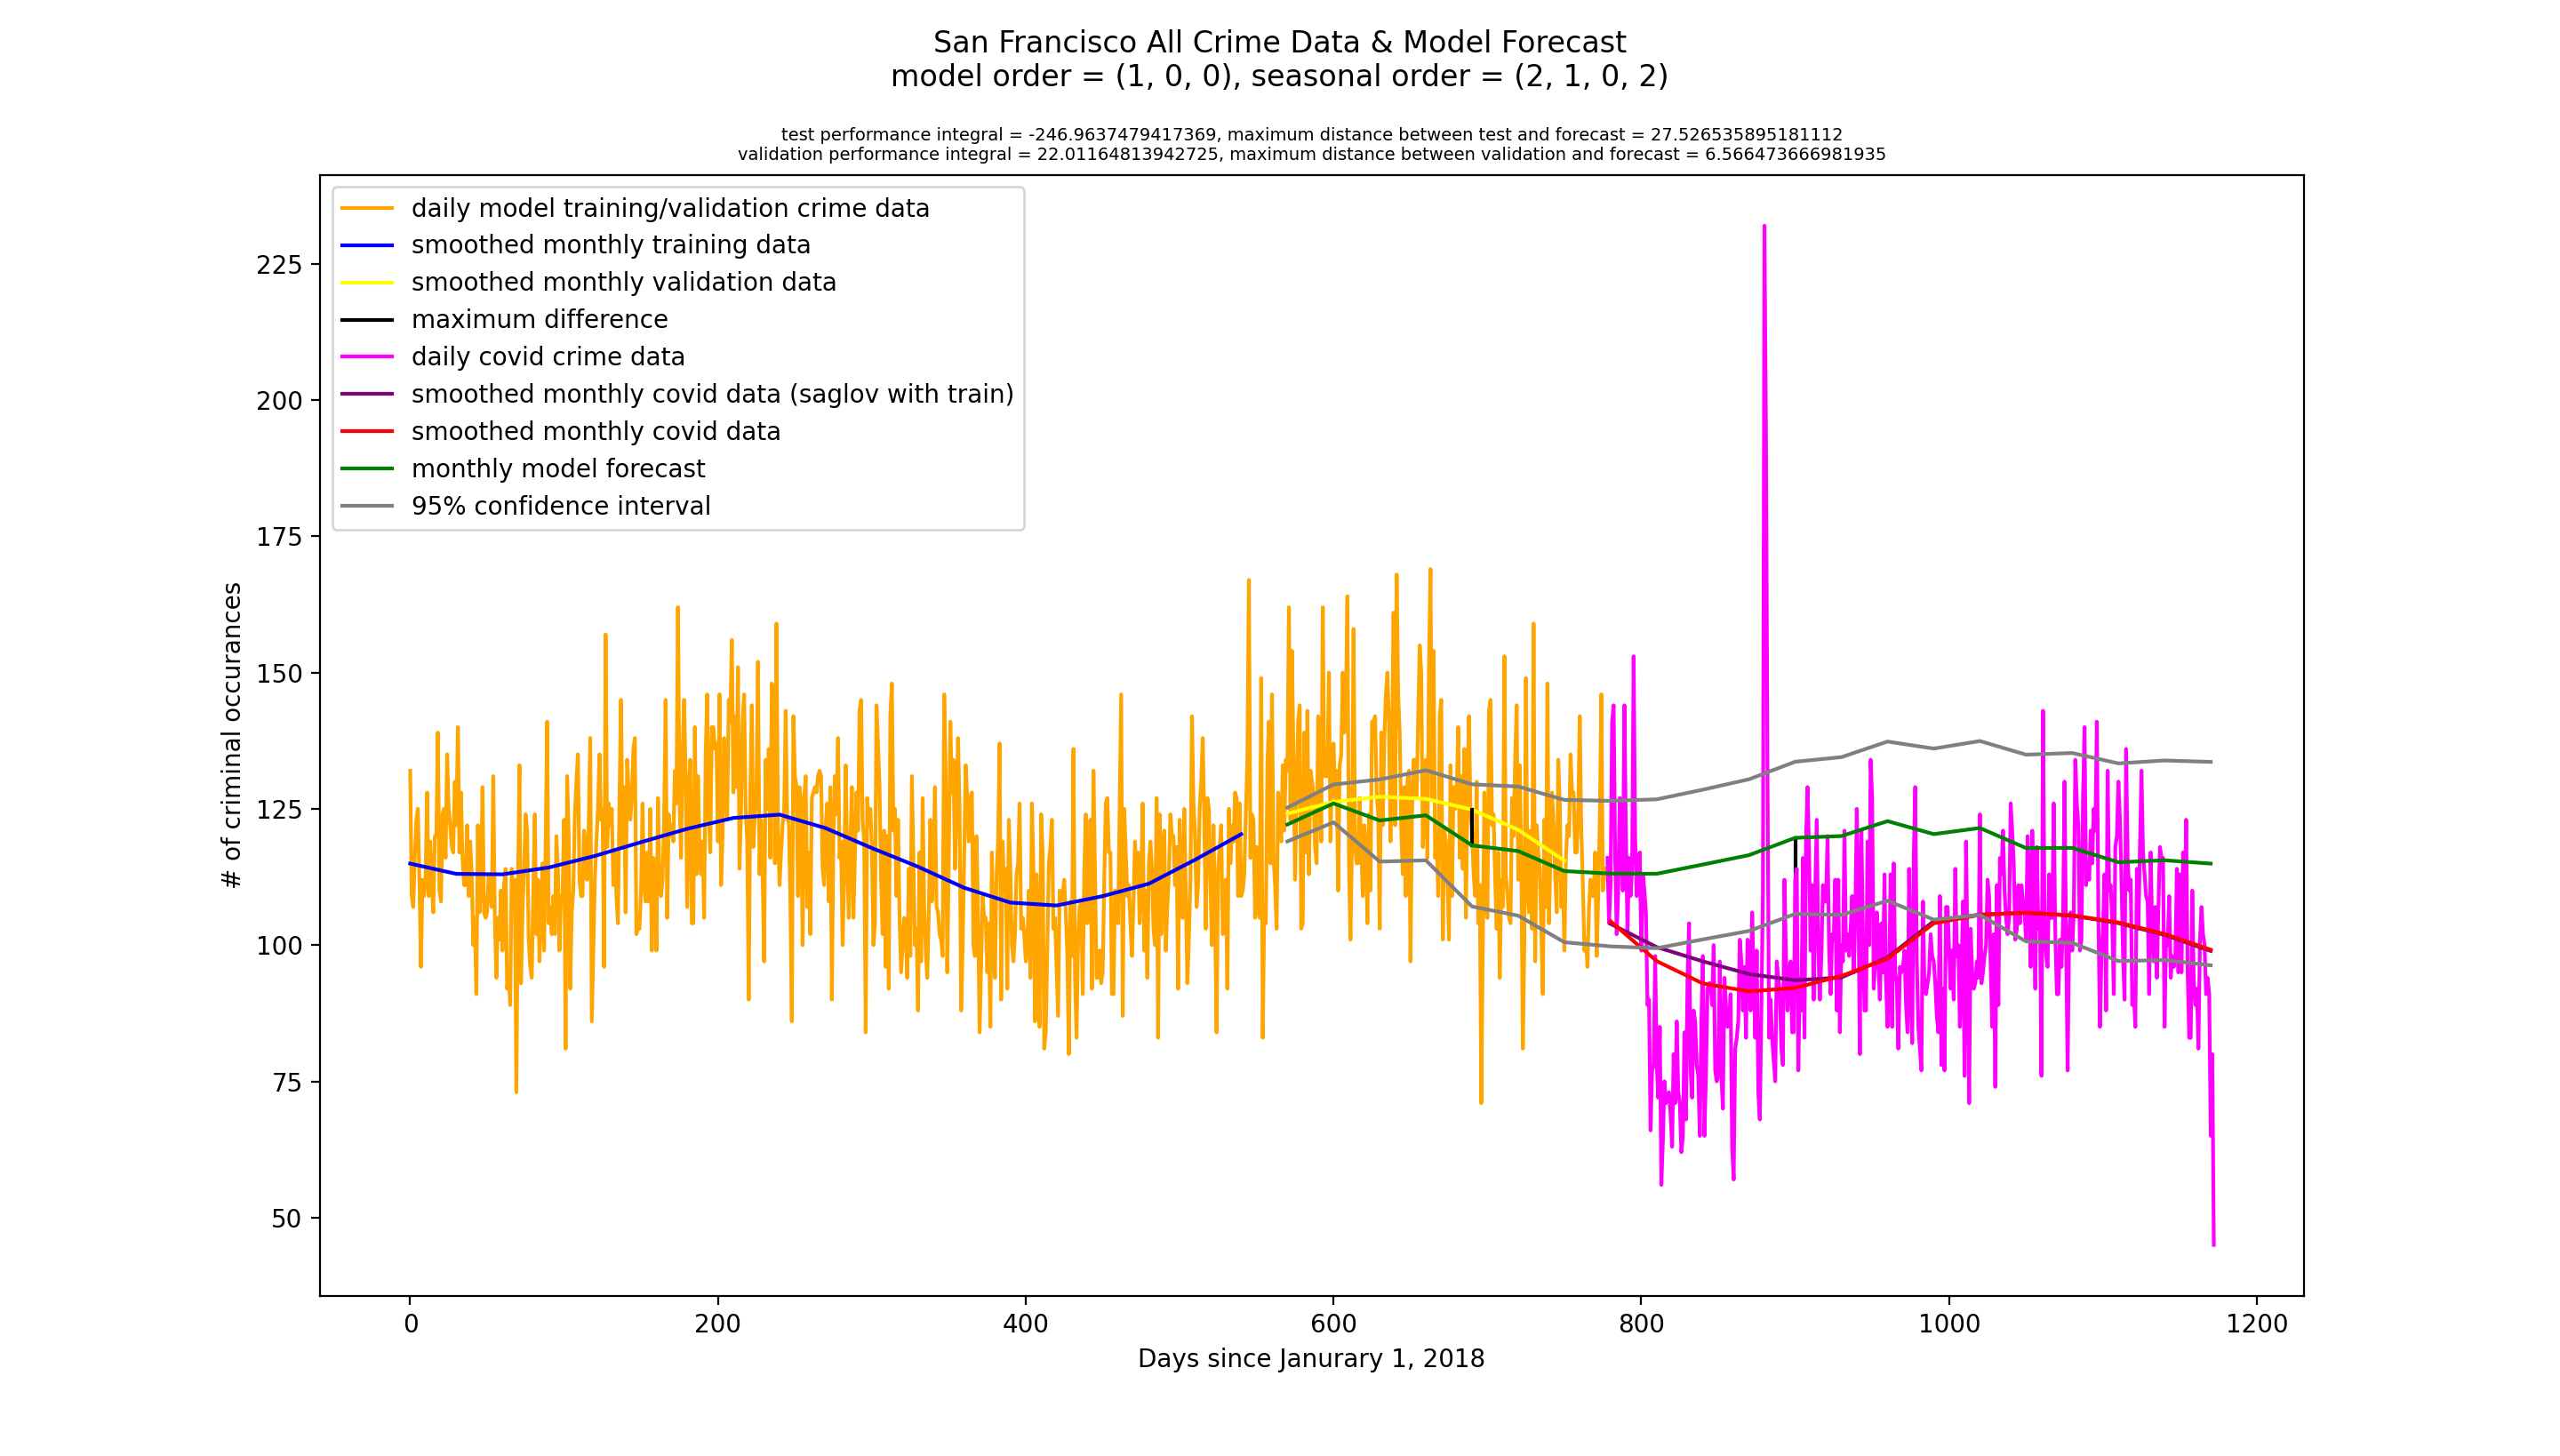 San Francisco All Crime Data & Model Forecast
model order = (1, 0, 0), seasonal order = (2, 1, 0, 2)
test performance integral = -246.9637479417369, maximum distance between test and forecast = 27.526535895181112
validation performance integral = 22.01164813942725, maximum distance between validation and forecast = 6.566473666981935
daily model training/validation crime data
smoothed monthly training data
smoothed monthly validation data
maximum difference
daily covid crime data
smoothed monthly covid data (saglov with train)
smoothed monthly covid data
monthly model forecast
95% confidence interval
# of criminal occurances
225
200
175
150
125
100
75
50
0
200
400
600
800
1000
1200
Days since Janurary 1, 2018